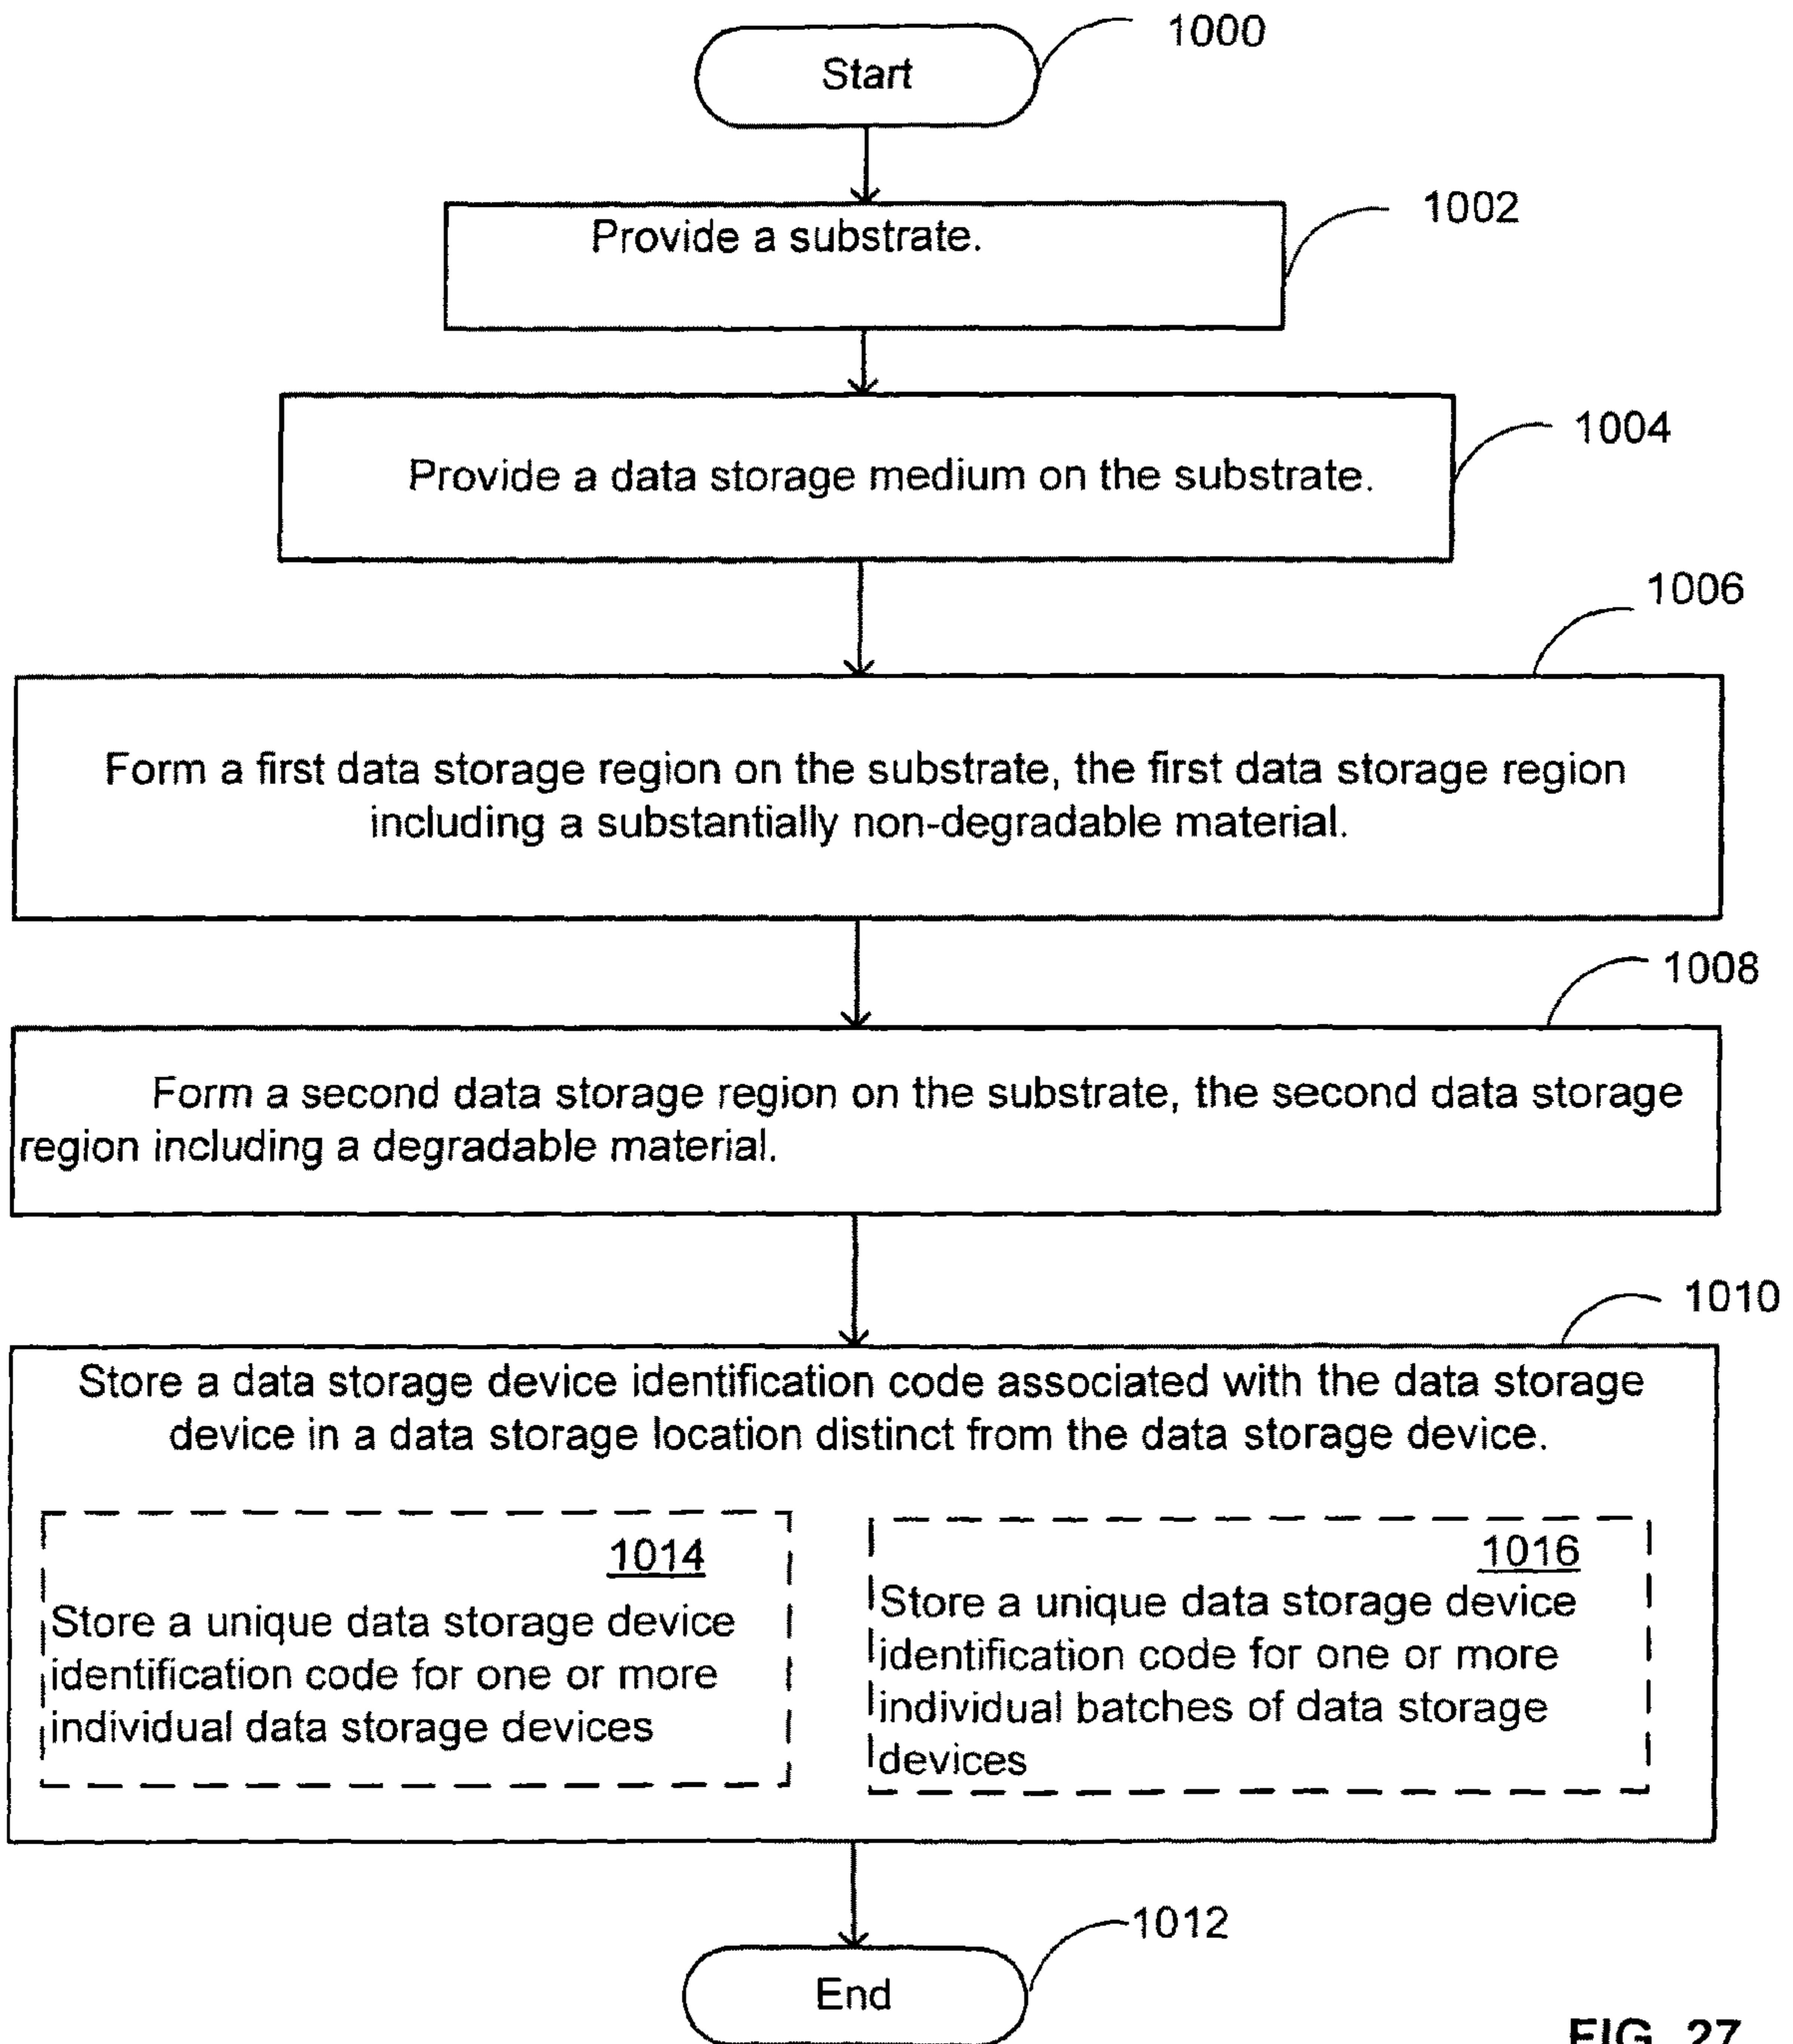 1000
Start
1002
Provide a substrate.
1004
Provide a data storage medium on the substrate.
1006
Form a first data storage region on the substrate, the first data storage region
including a substantially non-degradable material.
1008
Form a second data storage region on the substrate, the second data storage
region including a degradable material.
1010
Store a data storage device identification code associated with the data storage
device in a data storage location distinct from the data storage device.
1014
Store a unique data storage device
identification code for one or more
individual data storage devices
1016
Store a unique data storage device
identification code for one or more
individual batches of data storage
devices
1012
End
FIG. 27